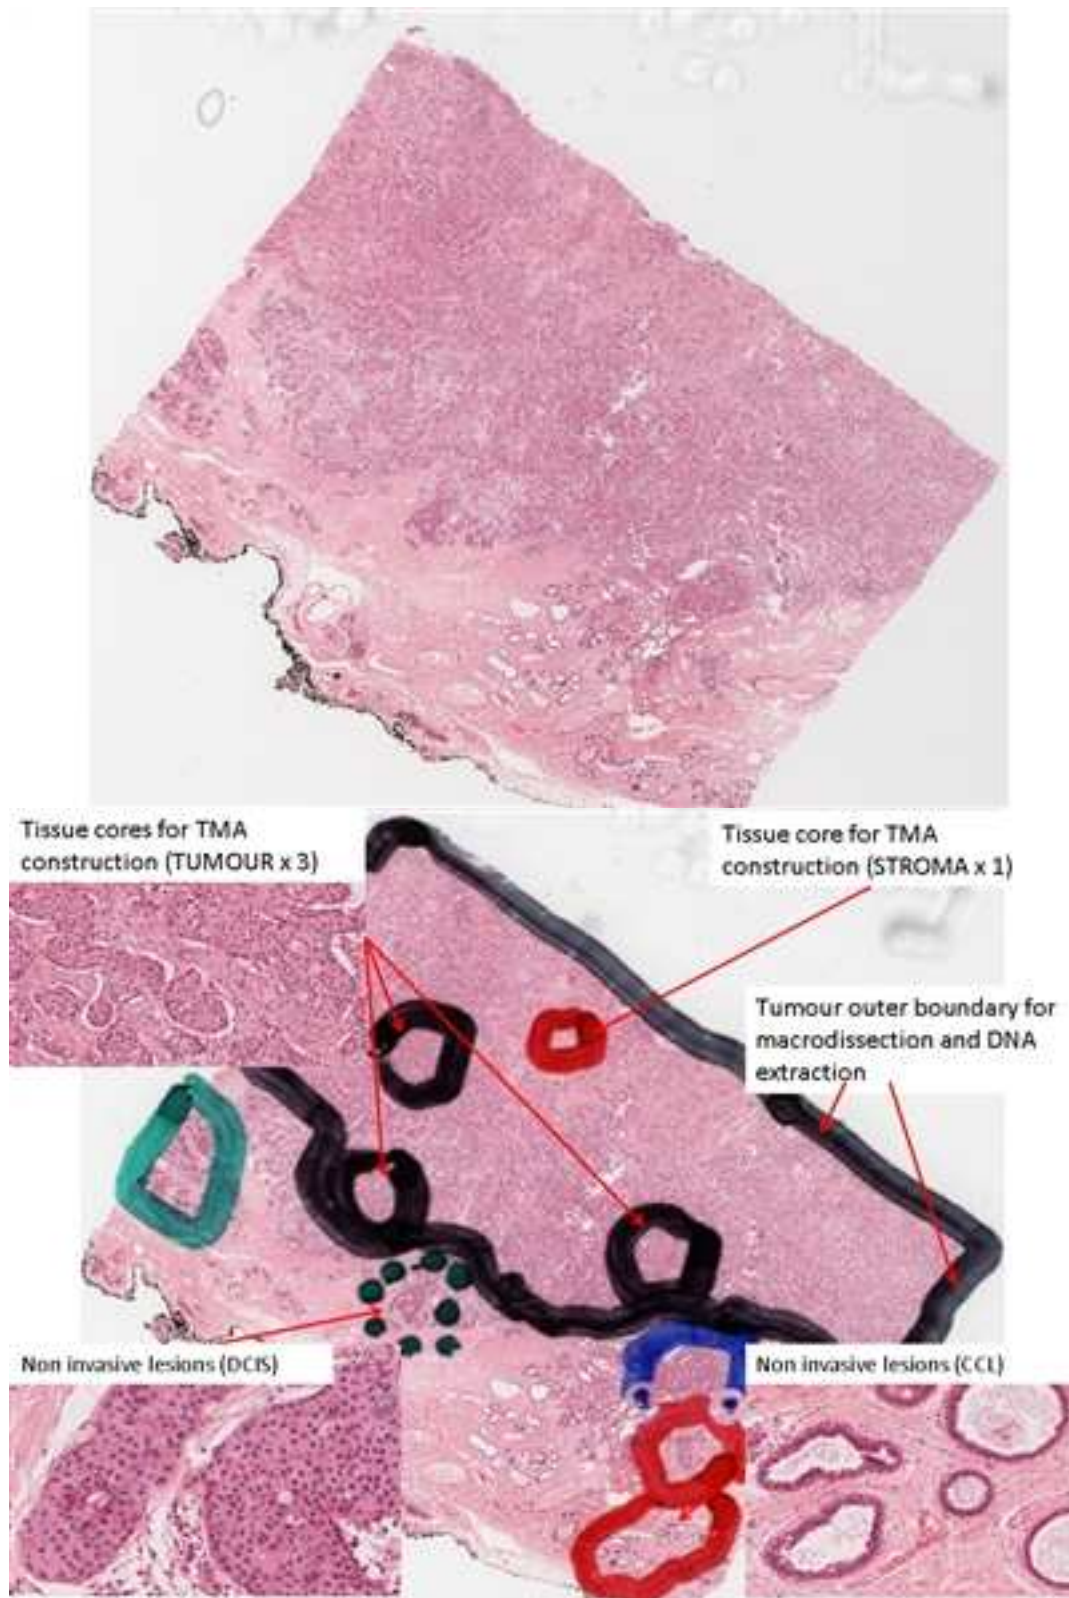 Tissue cores for TMA
construction (TUMOUR x 3)
Tissue core for TMA
construction (STROMA x 1)
Tumour outer boundary for
macrodissection and DNA
extraction
Non invasive lesions (DCIS)
Non invasive lesions (CCL)